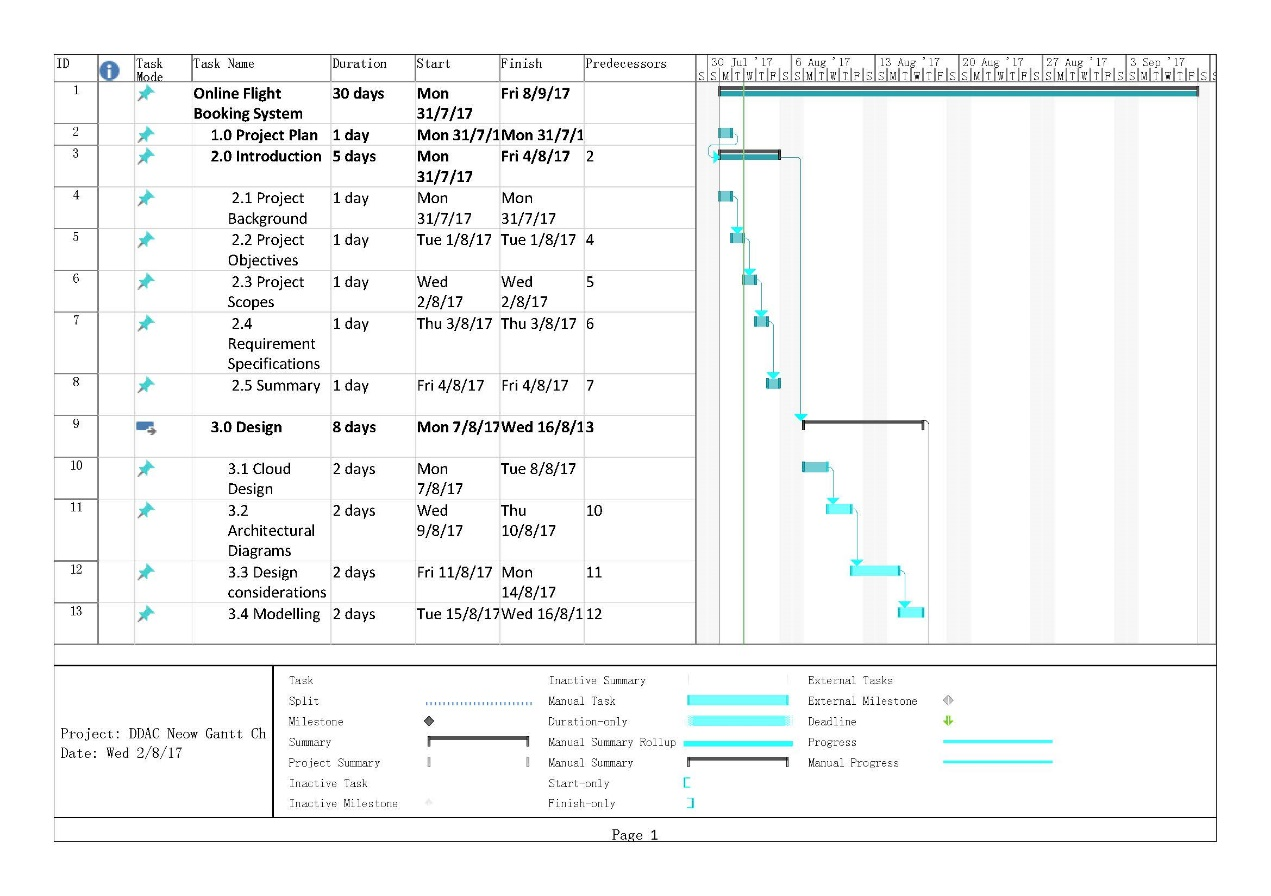 ID Task Mode Task Name Duration Start Finish Predecessors
30 Jul '17 6 Aug '17 13 Aug '17 20 Aug '17 27 Aug '17 3 Sep '17
S S M T W T F S S M T W T F S S M T W T F S S M T W T F S S M T W T F S S M T W T F S S
1 Online Flight Booking System 30 days Mon 31/7/17 Fri 8/9/17
2 1.0 Project Plan 1 day Mon 31/7/1 Mon 31/7/1
3 2.0 Introduction 5 days Mon 31/7/17 Fri 4/8/17 2
4 2.1 Project Background 1 day Mon 31/7/17 Mon 31/7/17
5 2.2 Project Objectives 1 day Tue 1/8/17 Tue 1/8/17 4
6 2.3 Project Scopes 1 day Wed 2/8/17 Wed 2/8/17 5
7 2.4 Requirement Specifications 1 day Thu 3/8/17 Thu 3/8/17 6
8 2.5 Summary 1 day Fri 4/8/17 Fri 4/8/17 7
9 3.0 Design 8 days Mon 7/8/17 Wed 16/8/1 3
10 3.1 Cloud Design 2 days Mon 7/8/17 Tue 8/8/17
11 3.2 Architectural Diagrams 2 days Wed 9/8/17 Thu 10/8/17 10
12 3.3 Design considerations 2 days Fri 11/8/17 Mon 14/8/17 11
13 3.4 Modelling 2 days Tue 15/8/17 Wed 16/8/1 12
Project: DDAC Neow Gantt Ch
Date: Wed 2/8/17
Task
Split
Milestone
Summary
Project Summary
Inactive Task
Inactive Milestone
Inactive Summary
Manual Task
Duration-only
Manual Summary Rollup
Manual Summary
Start-only
Finish-only
External Tasks
External Milestone
Deadline
Progress
Manual Progress
Page 1